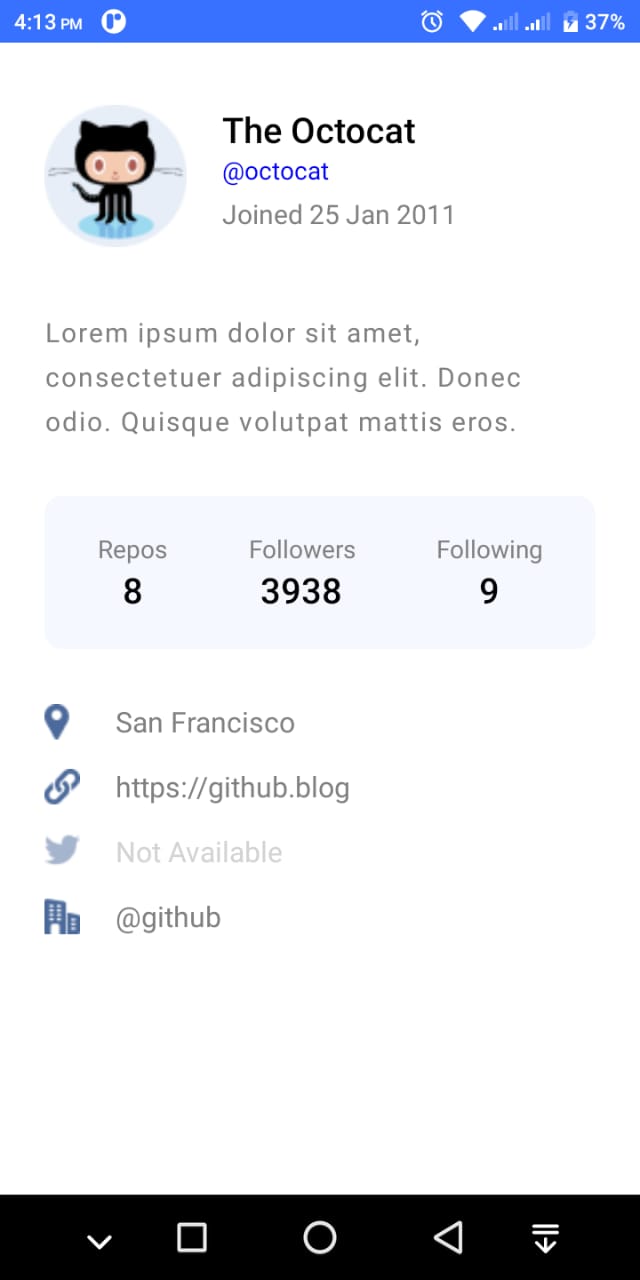 4:13 PM
37%
The Octocat
@octocat
Joined 25 Jan 2011
Lorem ipsum dolor sit amet,
consectetuer adipiscing elit. Donec
odio. Quisque volutpat mattis eros.
Repos Followers Following
8 3938 9
San Francisco
https://github.blog
Not Available
@github